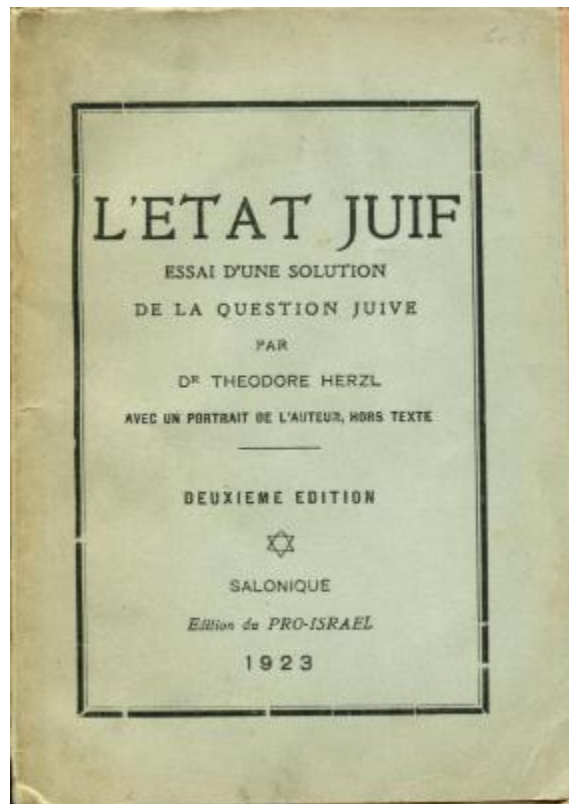 L'ETAT JUIF
ESSAI D'UNE SOLUTION
DE LA QUESTION JUIVE
PAR
DR THEODORE HERZL
AVEC UN PORTRAIT DE L'AUTEUR, HORS TEXTE
DEUXIEME EDITION
SALONIQUE
Edition du PRO-ISRAEL
1923